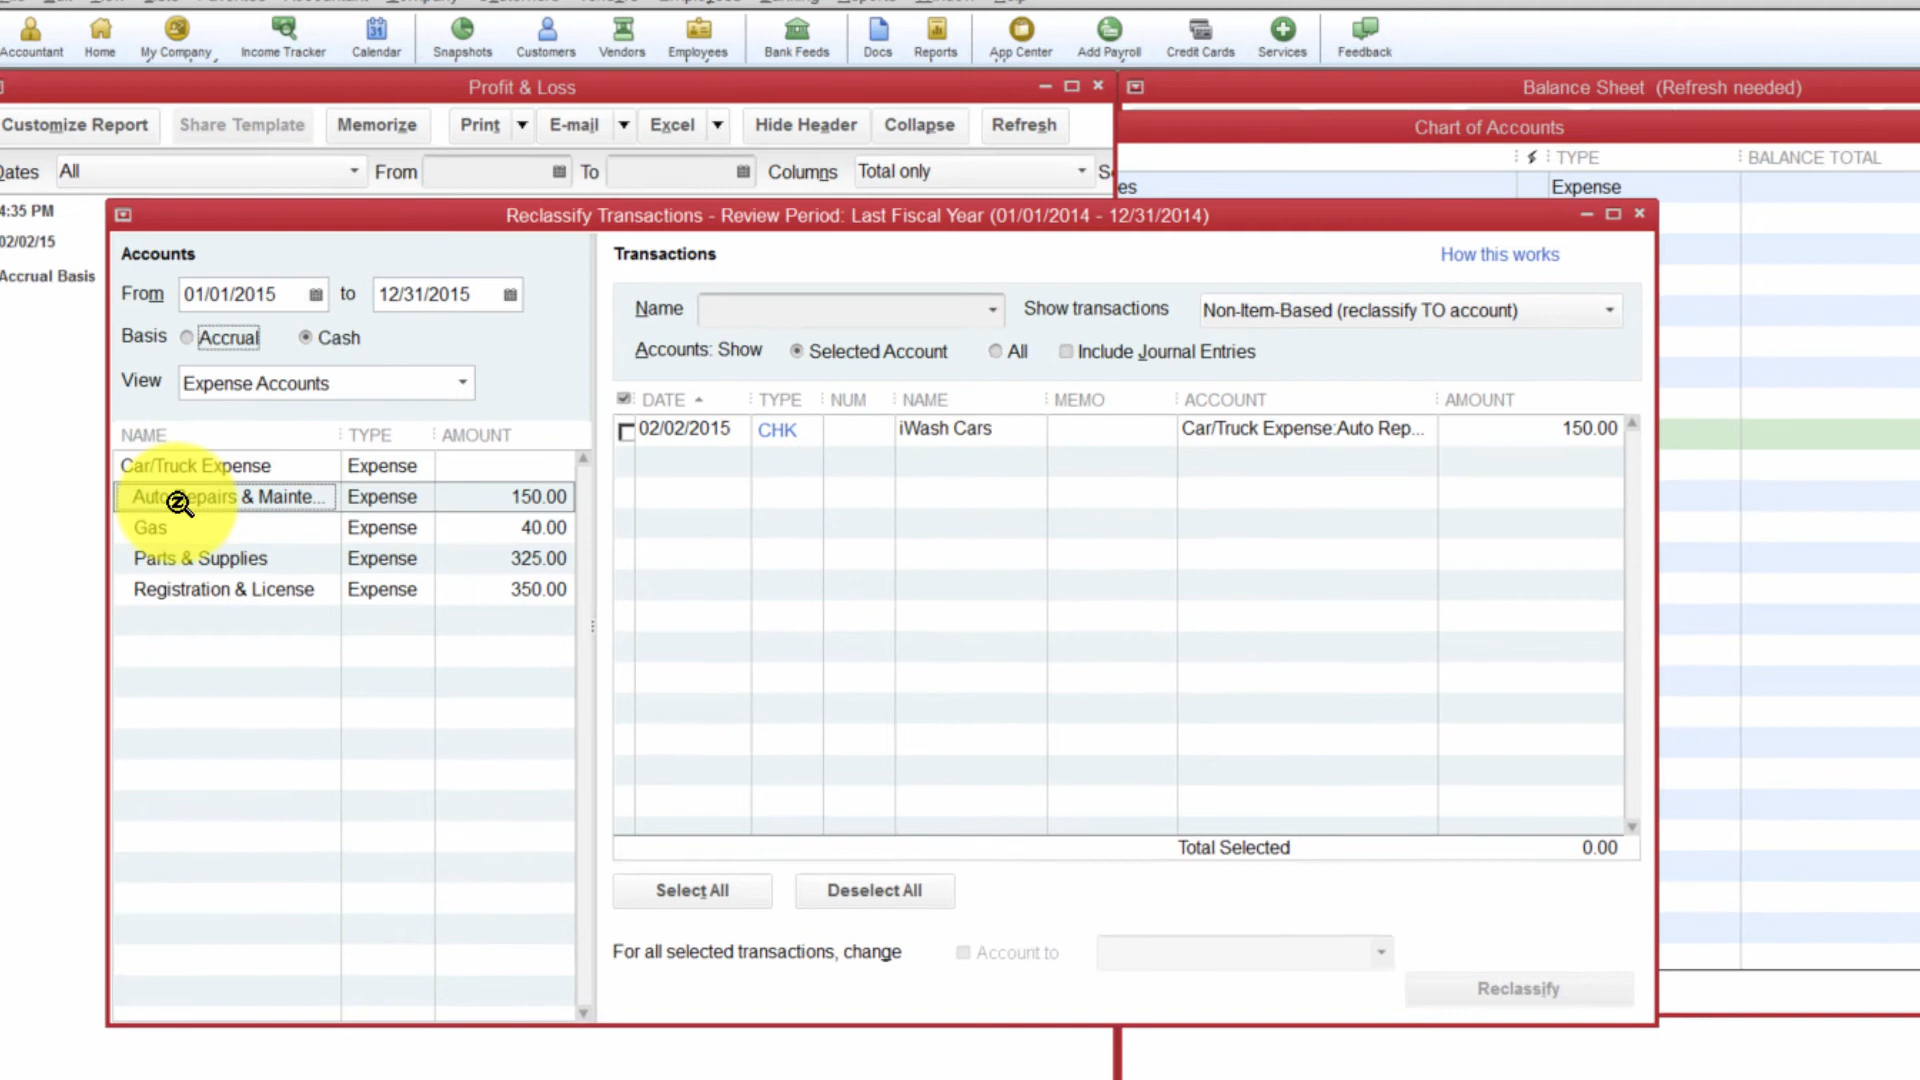 Accountant Home My Company Income Tracker Calendar Snapshots Customers Vendors Employees Bank Feeds Docs Reports App Center Add Payroll Credit Cards Services Feedback
Profit & Loss
Balance Sheet (Refresh needed)
Customize Report Share Template Memorize Print E-mail Excel Hide Header Collapse Refresh
Chart of Accounts
Dates All From To Columns Total only
TYPE BALANCE TOTAL
es Expense
4:35 PM
02/02/15
Accrual Basis
Reclassify Transactions - Review Period: Last Fiscal Year (01/01/2014 - 12/31/2014)
Accounts
From 01/01/2015 to 12/31/2015
Basis Accrual Cash
View Expense Accounts
NAME TYPE AMOUNT
Car/Truck Expense Expense
Auto Repairs & Mainte... Expense 150.00
Gas Expense 40.00
Parts & Supplies Expense 325.00
Registration & License Expense 350.00
Transactions How this works
Name Show transactions Non-Item-Based (reclassify TO account)
Accounts: Show Selected Account All Include Journal Entries
DATE TYPE NUM NAME MEMO ACCOUNT AMOUNT
02/02/2015 CHK iWash Cars Car/Truck Expense:Auto Rep... 150.00
Total Selected 0.00
Select All Deselect All
For all selected transactions, change Account to
Reclassify